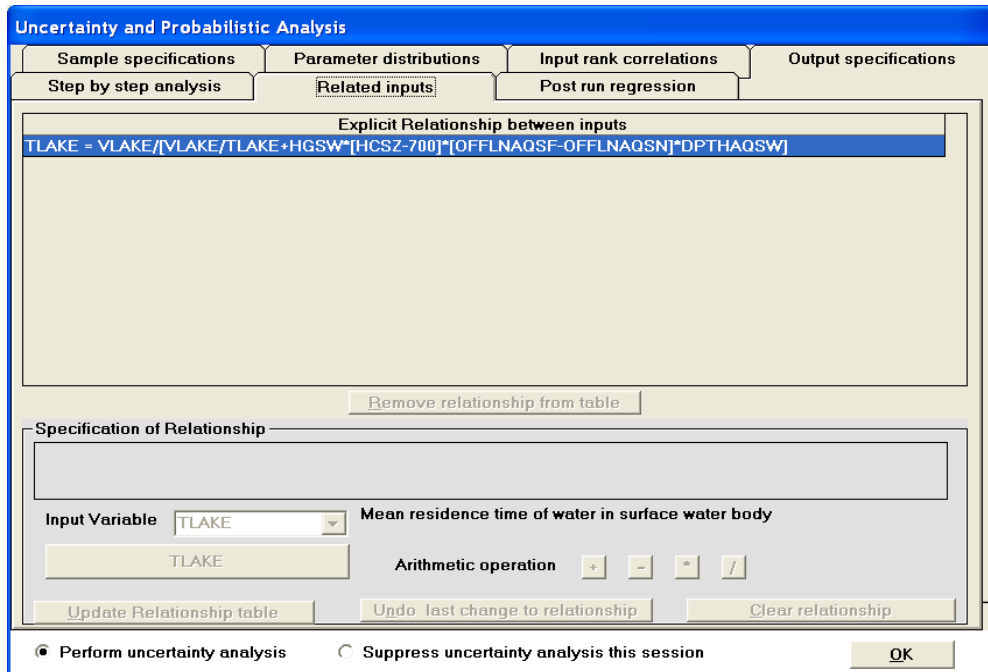 Uncertainty and Probabilistic Analysis
Sample specifications Parameter distributions Input rank correlations Output specifications
Step by step analysis Related inputs Post run regression
Explicit Relationship between inputs
TLAKE = VLAKE/[VLAKE/TLAKE+HGSW*[HCSZ-700]*[OFFLNAQSF-OFFLNAQSN]*DPTHAQSW]
Remove relationship from table
Specification of Relationship
Input Variable TLAKE Mean residence time of water in surface water body
TLAKE Arithmetic operation + - * /
Update Relationship table Undo last change to relationship Clear relationship
Perform uncertainty analysis Suppress uncertainty analysis this session OK